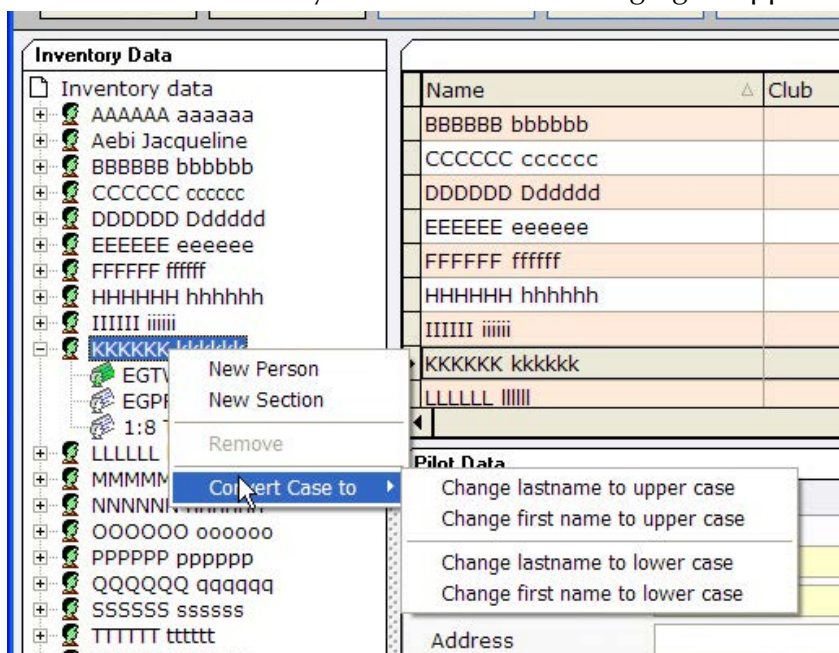 Inventory Data
Inventory data
AAAAAA aaaaaa
Aebi Jacqueline
BBBBBB bbbbbb
CCCCCC cccccc
DDDDDD Dddddd
EEEEEE eeeeee
FFFFFF ffffff
HHHHHH hhhhhh
IIIIII iiiiii
KKKKKK kkkkkk
1:8
LLLLLL
OOOOOO oooooo
PPPPPP pppppp
QQQQQQ qqqqqq
SSSSSS ssssss
TTTTTT tttttt
Name Club
BBBBBB bbbbbb
CCCCCC cccccc
DDDDDD Dddddd
EEEEEE eeeeee
FFFFFF ffffff
HHHHHH hhhhhh
IIIIII iiiiii
KKKKKK kkkkkk
LLLLLL llllll
New Person
New Section
Remove
Convert Case to
Change lastname to upper case
Change first name to upper case
Change lastname to lower case
Change first name to lower case
Pilot Data
Address